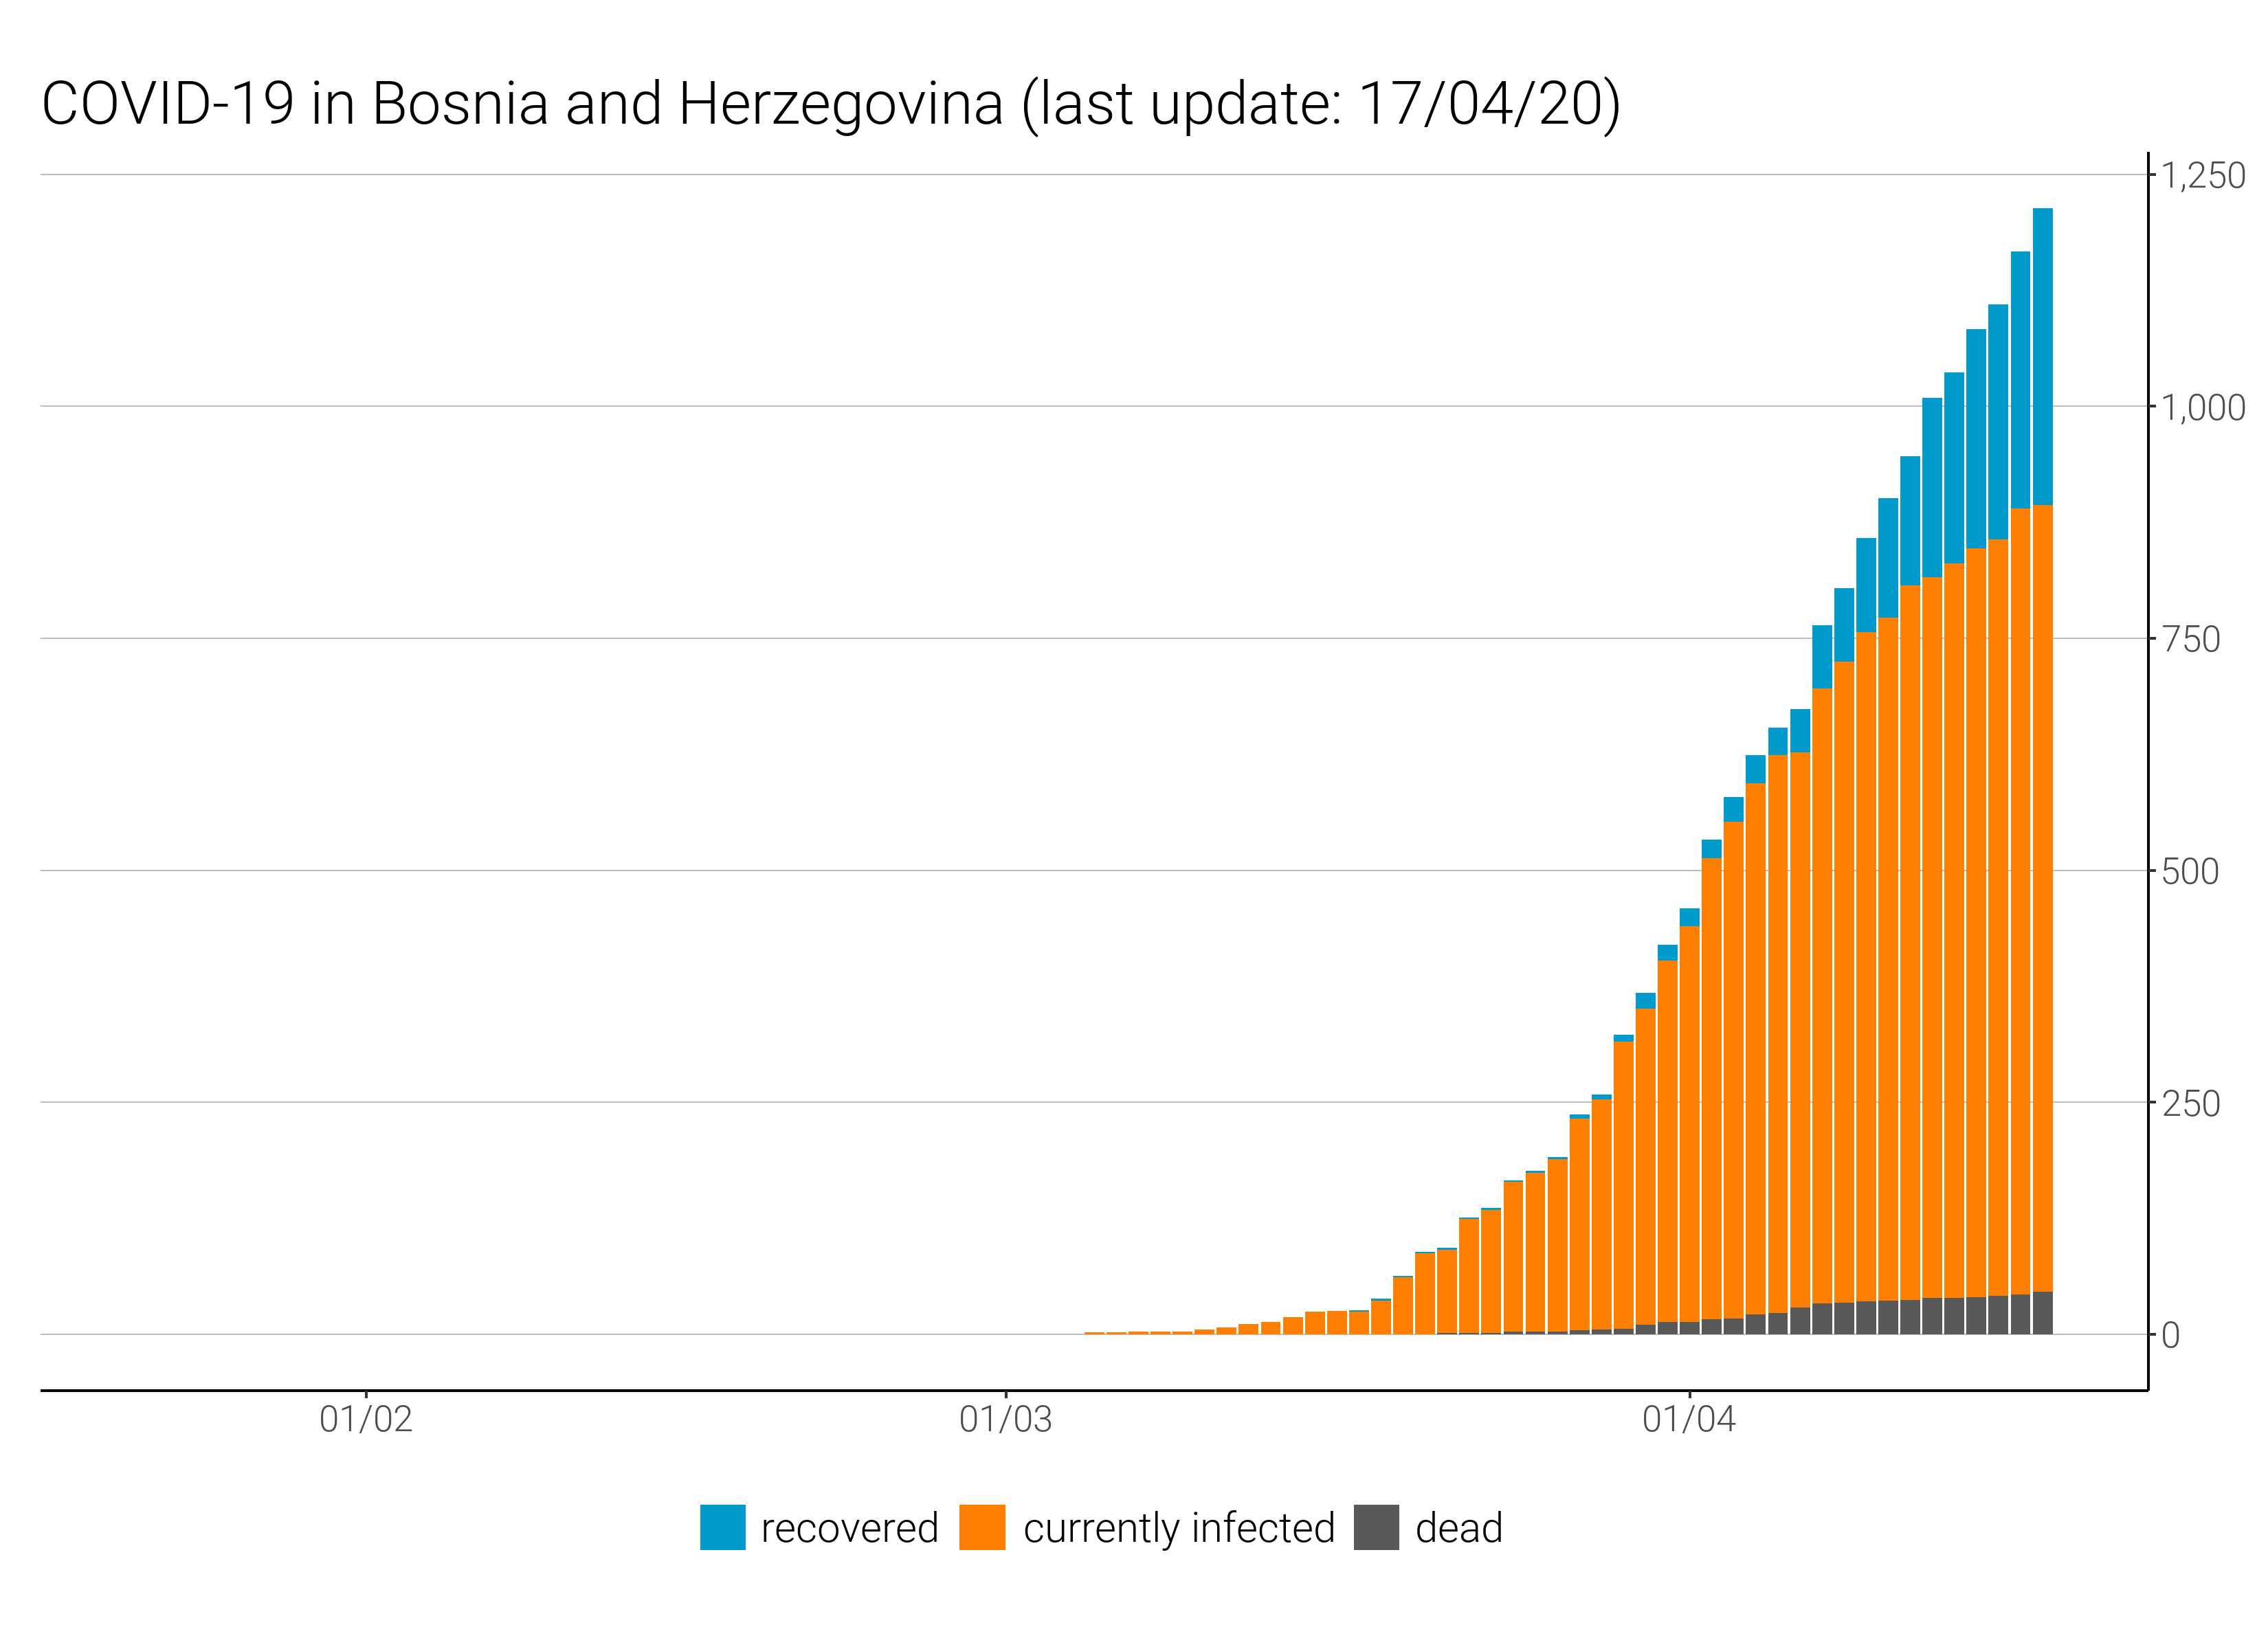 COVID-19 in Bosnia and Herzegovina (last update: 17/04/20)
1,250
1,000
750
500
250
0
01/02 01/03 01/04
recovered currently infected dead